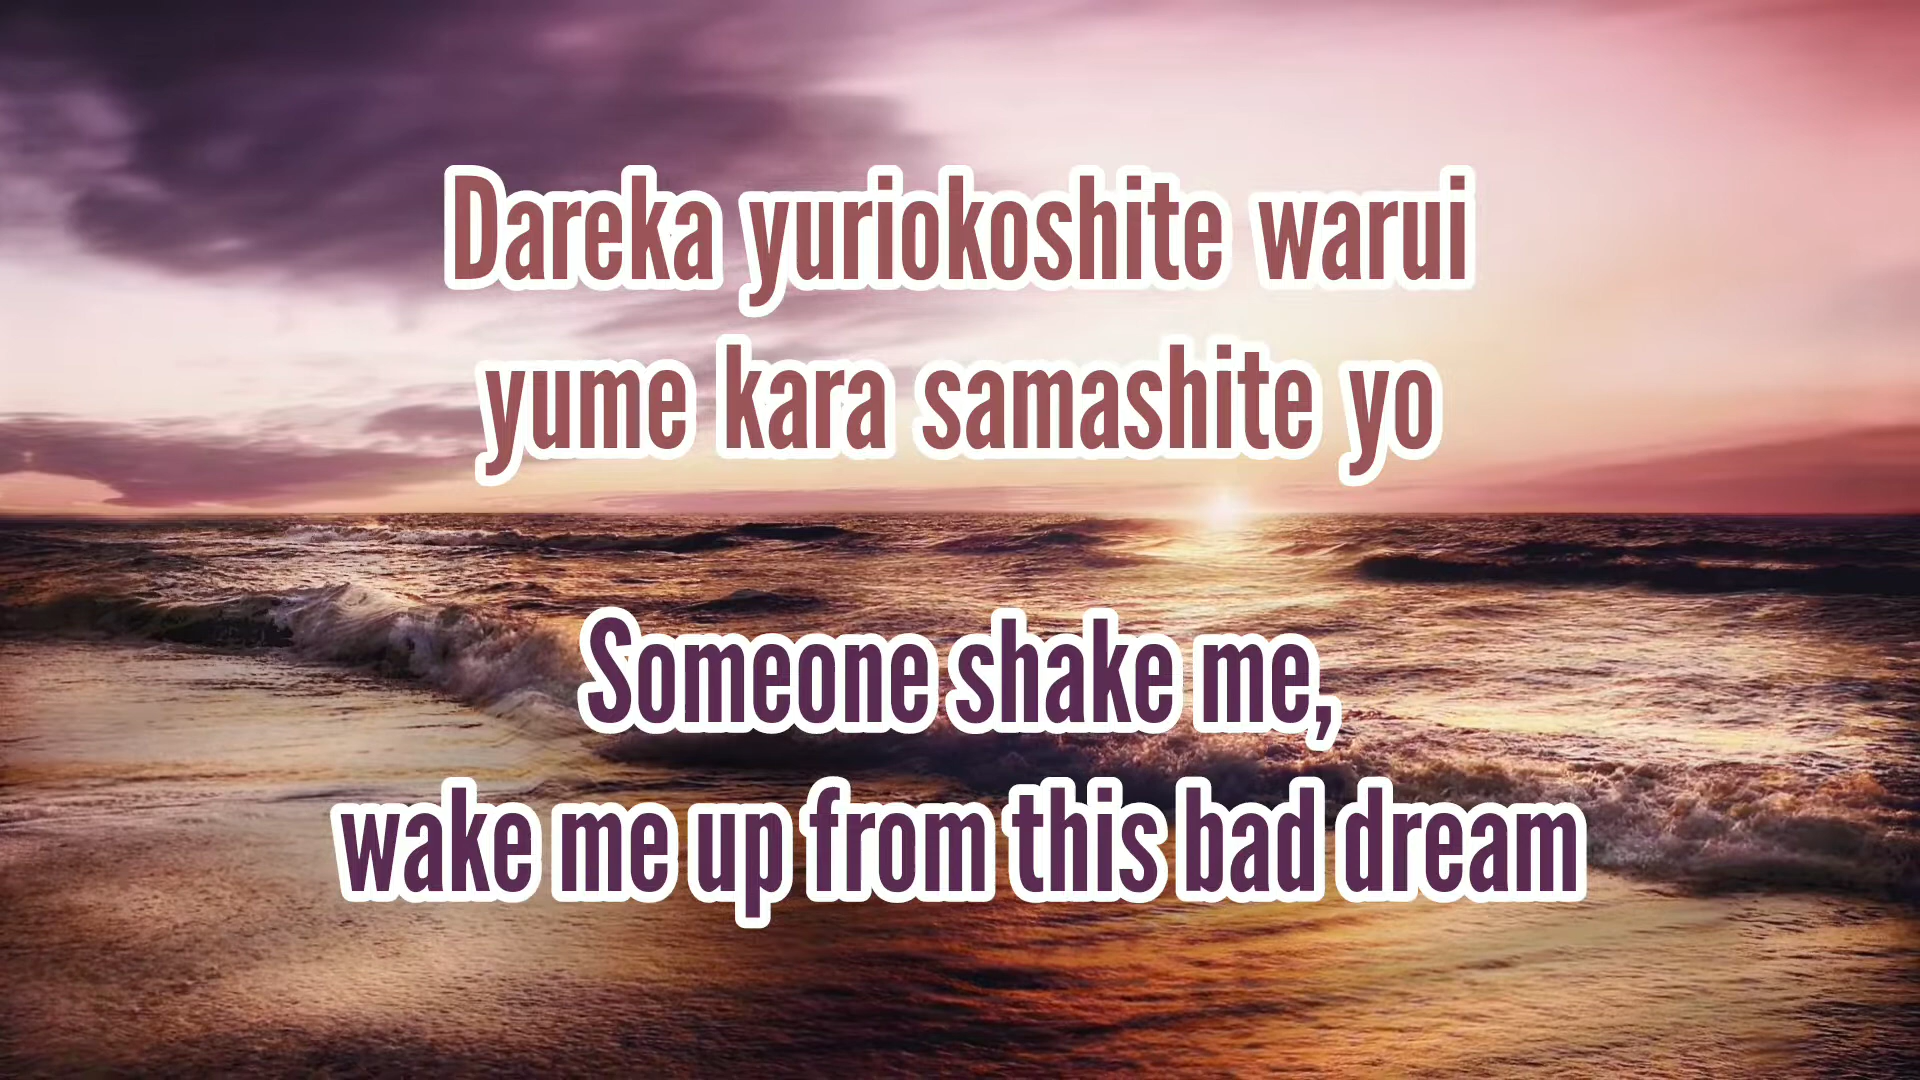 Dareka yuriokoshite warui
yume kara samashite yo
Someone shake me,
wake me up from this bad dream